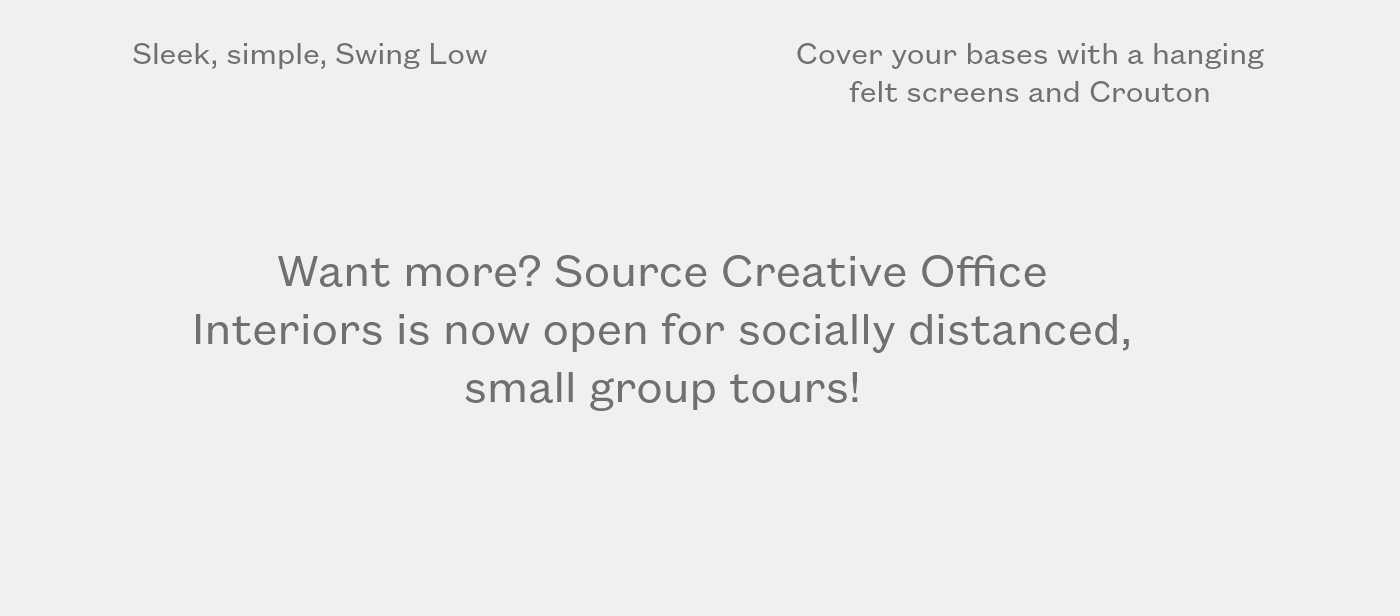 Sleek, simple, Swing Low
Cover your bases with a hanging
felt screens and Crouton
Want more? Source Creative Office
Interiors is now open for socially distanced,
small group tours!